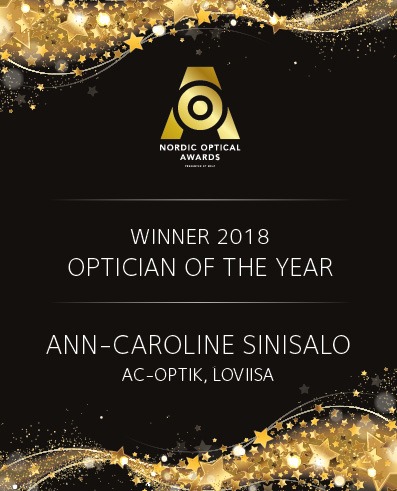 NORDIC OPTICAL
AWARDS
WINNER 2018
OPTICIAN OF THE YEAR
ANN-CAROLINE SINISALO
AC-OPTIK, LOVIISA